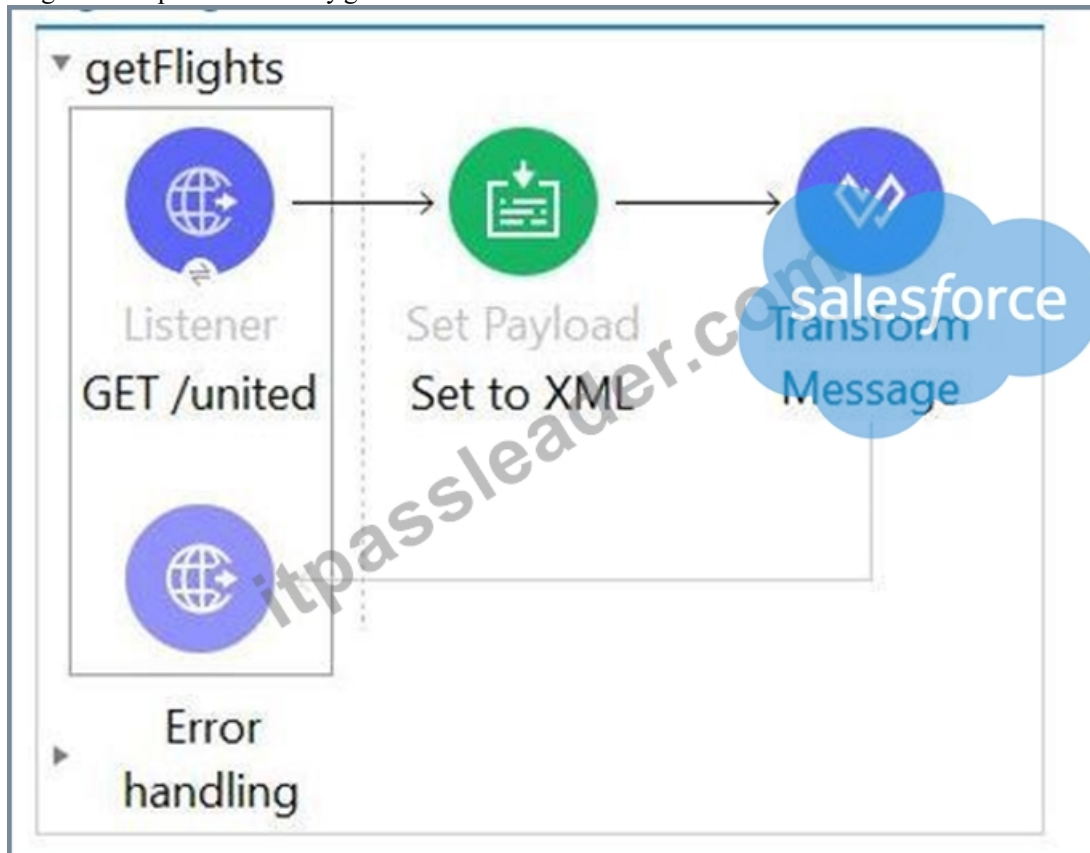 getFlights
Listener
Set Payload
Transform
GET /united
Set to XML
Message
salesforce
itpassleader.com
Error
handling